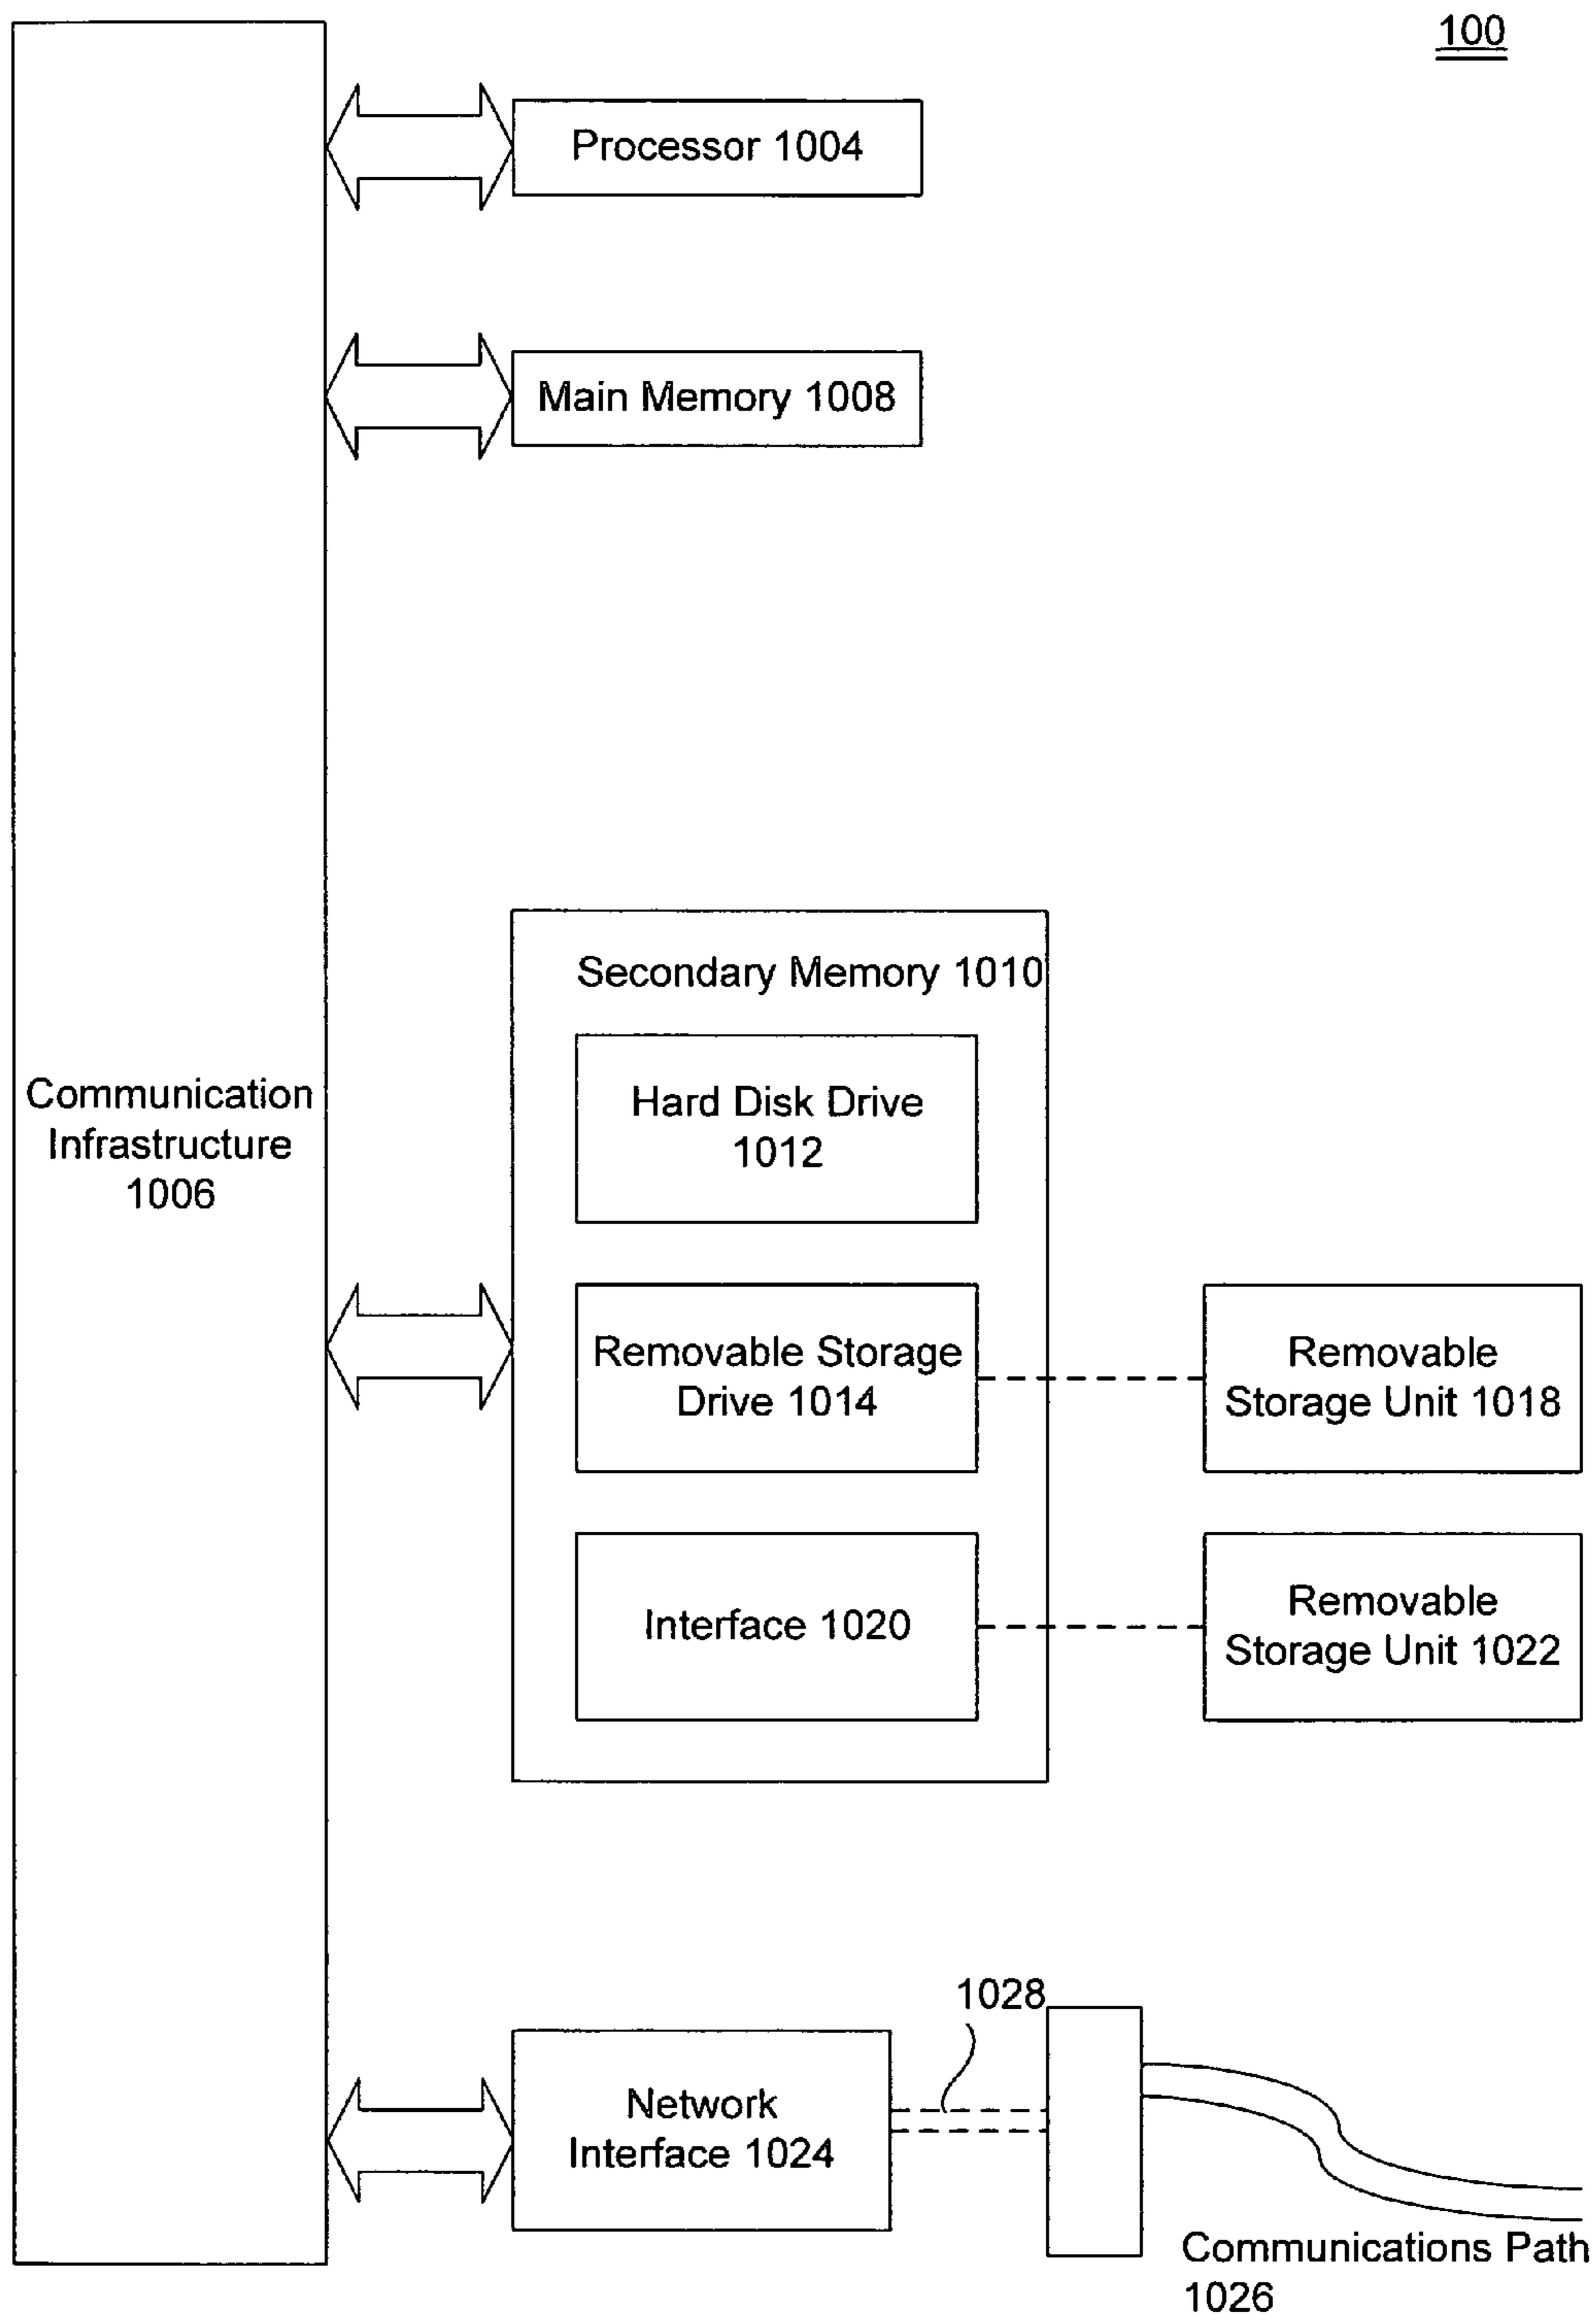 100
Processor 1004
Main Memory 1008
Secondary Memory 1010
Hard Disk Drive
1012
Communication
Infrastructure
1006
Removable Storage
Drive 1014
Removable
Storage Unit 1018
Interface 1020
Removable
Storage Unit 1022
1028
Network
Interface 1024
Communications Path
1026